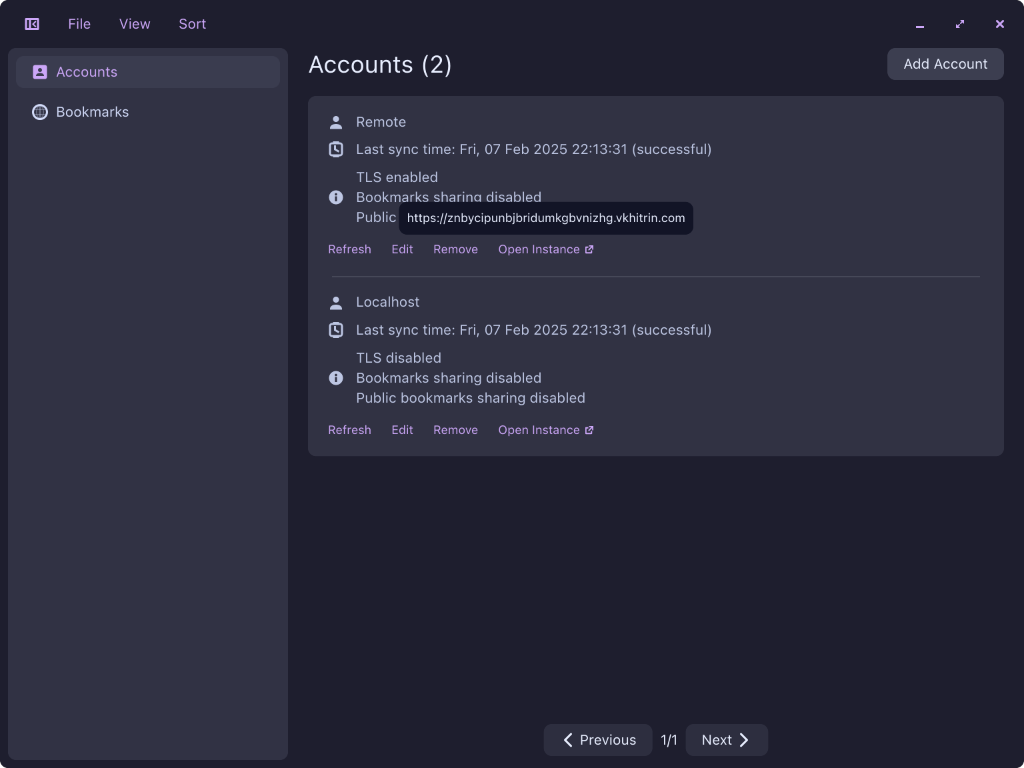 File View Sort
Accounts
Bookmarks
Accounts (2)
Add Account
Remote
Last sync time: Fri, 07 Feb 2025 22:13:31 (successful)
TLS enabled
Bookmarks sharing disabled
Public
https://znbycipunbjbridumkgbvnizhg.vkhitrin.com
Refresh Edit Remove Open Instance
Localhost
Last sync time: Fri, 07 Feb 2025 22:13:31 (successful)
TLS disabled
Bookmarks sharing disabled
Public bookmarks sharing disabled
Refresh Edit Remove Open Instance
Previous 1/1 Next